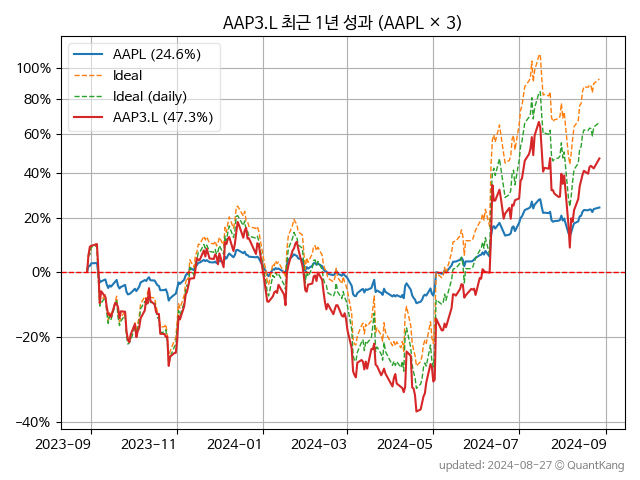 AAP3.L 최근 1년 성과 (AAPL × 3)
AAPL (24.6%)
Ideal
Ideal (daily)
AAP3.L (47.3%)
100%
80%
60%
40%
20%
0%
−20%
−40%
2023−09 2023−11 2024−01 2024−03 2024−05 2024−07 2024−09
updated: 2024−08−27 © QuantKang